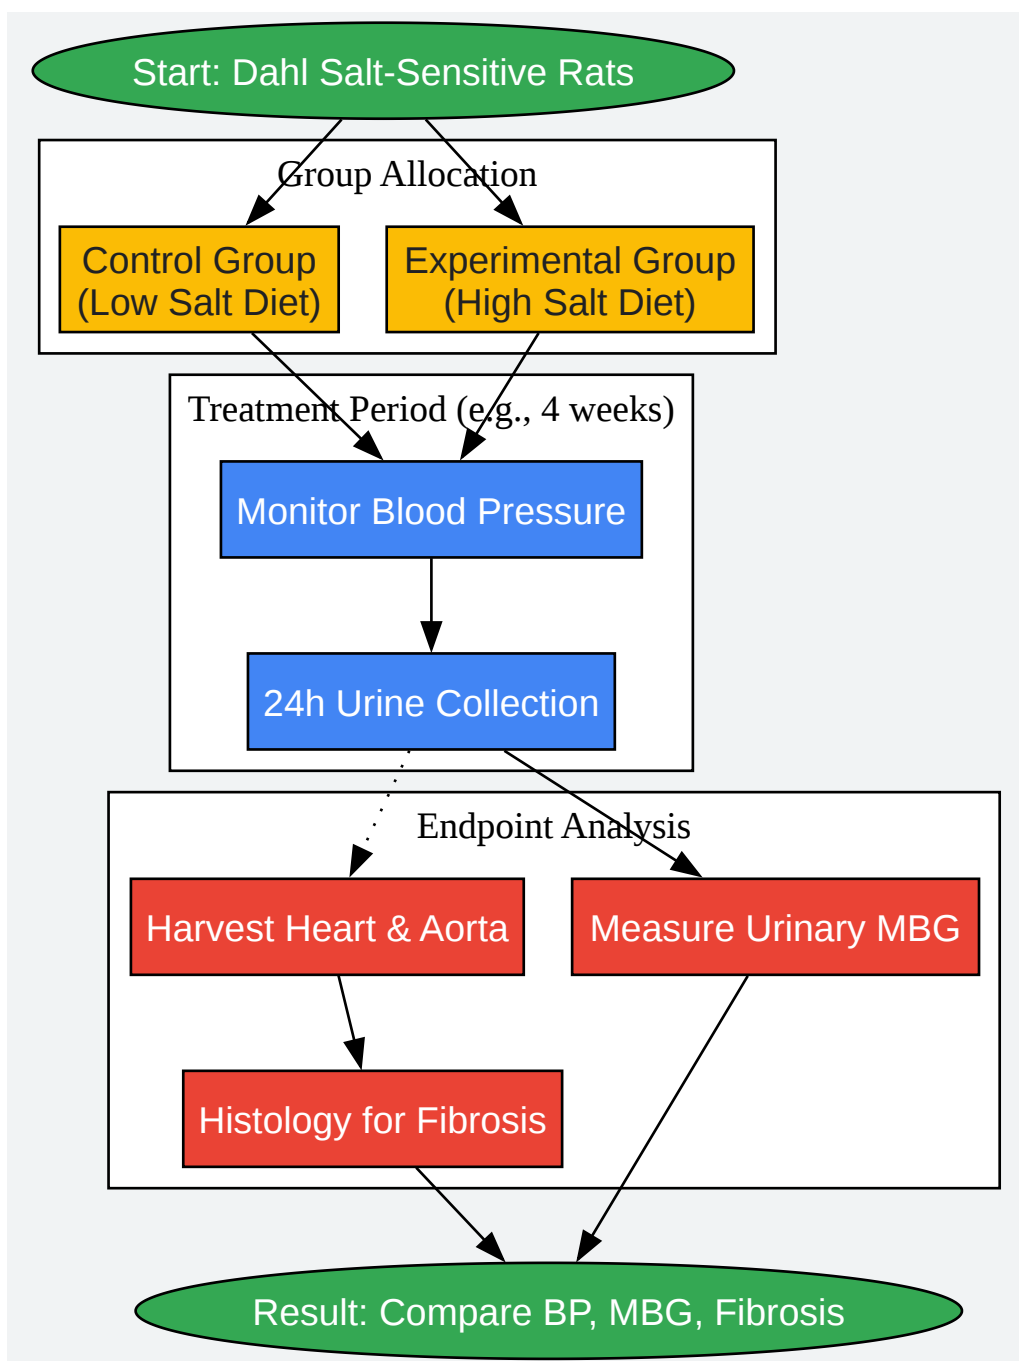 Start: Dahl Salt-Sensitive Rats
Group Allocation
Control Group
(Low Salt Diet)
Experimental Group
(High Salt Diet)
Treatment Period (e.g., 4 weeks)
Monitor Blood Pressure
24h Urine Collection
Endpoint Analysis
Harvest Heart & Aorta
Measure Urinary MBG
Histology for Fibrosis
Result: Compare BP, MBG, Fibrosis